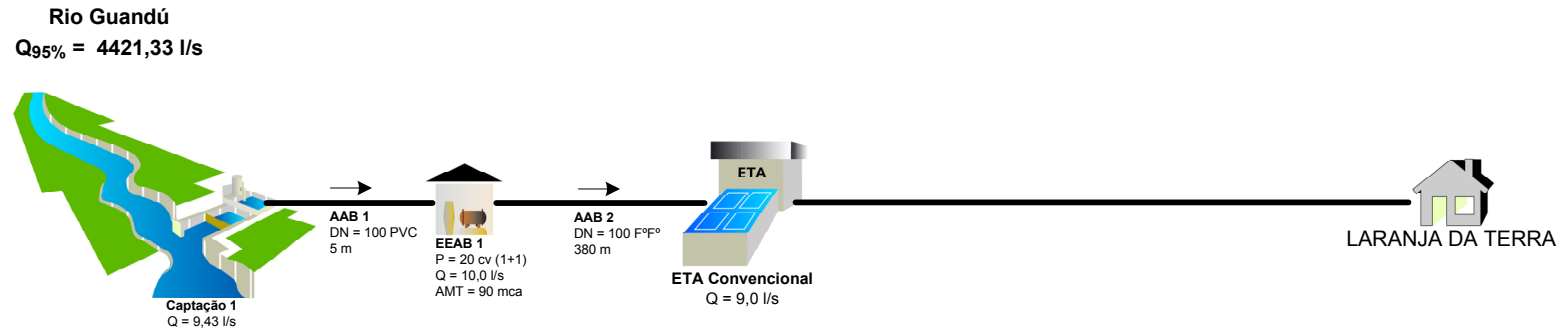 Rio Guandú
Q95% = 4421,33 l/s
Captação 1
Q = 9,43 l/s
AAB 1
DN = 100 PVC
5 m
EEAB 1
P = 20 cv (1+1)
Q = 10,0 l/s
AMT = 90 mca
AAB 2
DN = 100 FºFº
380 m
ETA
ETA Convencional
Q = 9,0 l/s
LARANJA DA TERRA